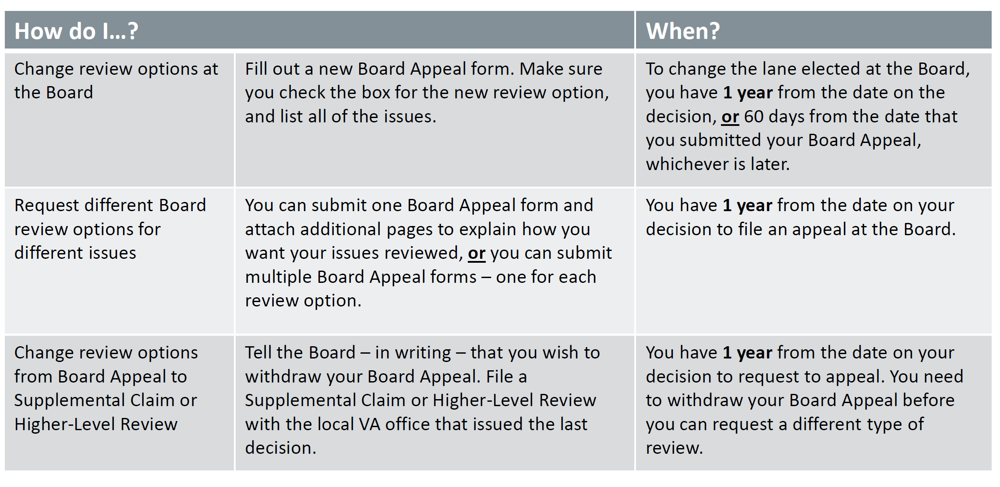 How do I...?
When?
Change review options at
the Board
Fill out a new Board Appeal form. Make sure
you check the box for the new review option,
and list all of the issues.
To change the lane elected at the Board,
you have 1 year from the date on the
decision, or 60 days from the date that
you submitted your Board Appeal,
whichever is later.
Request different Board
review options for
different issues
You can submit one Board Appeal form and
attach additional pages to explain how you
want your issues reviewed, or you can submit
multiple Board Appeal forms – one for each
review option.
You have 1 year from the date on your
decision to file an appeal at the Board.
Change review options
from Board Appeal to
Supplemental Claim or
Higher-Level Review
Tell the Board – in writing – that you wish to
withdraw your Board Appeal. File a
Supplemental Claim or Higher-Level Review
with the local VA office that issued the last
decision.
You have 1 year from the date on your
decision to request to appeal. You need
to withdraw your Board Appeal before
you can request a different type of
review.